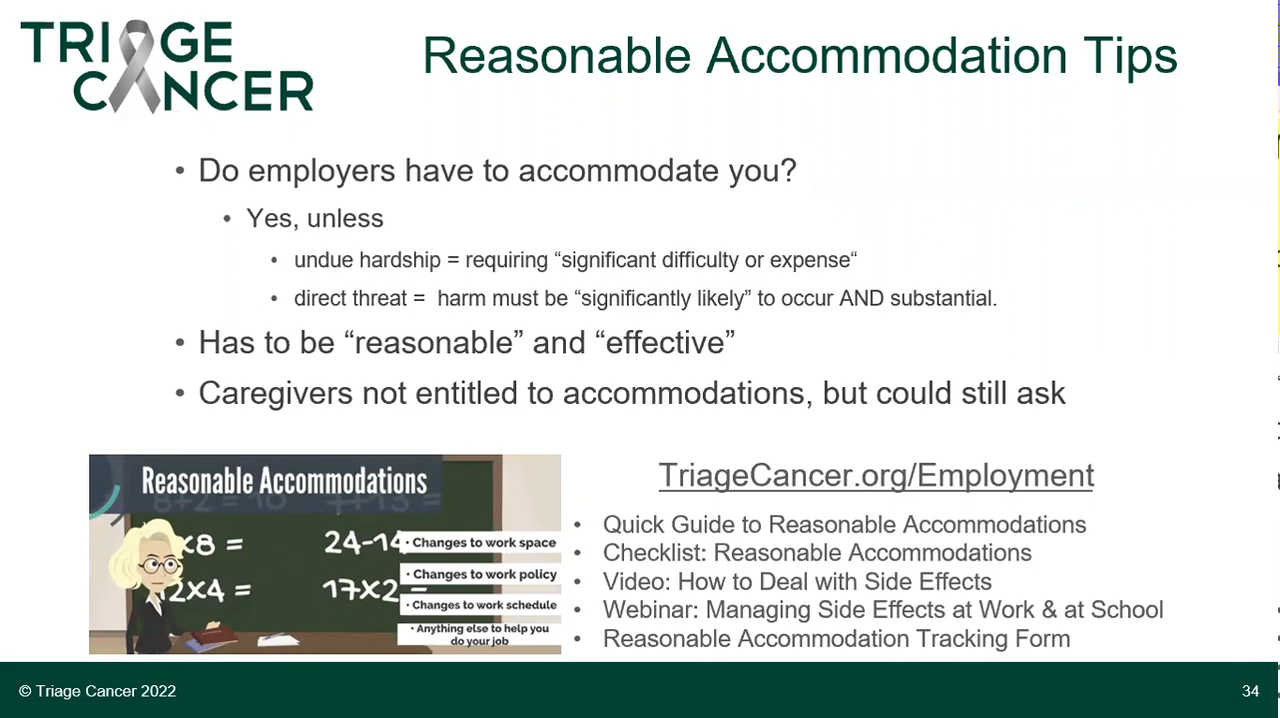 TRIAGE
CANCER
Reasonable Accommodation Tips
• Do employers have to accommodate you?
• Yes, unless
• undue hardship = requiring “significant difficulty or expense“
• direct threat = harm must be “significantly likely” to occur AND substantial.
• Has to be “reasonable” and “effective”
• Caregivers not entitled to accommodations, but could still ask
Reasonable Accommodations
8+2 = 10
x8 =
24-14
2x4 =
17x2 =
• Changes to work space
• Changes to work policy
• Changes to work schedule
• Anything else to help you
do your job
TriageCancer.org/Employment
• Quick Guide to Reasonable Accommodations
• Checklist: Reasonable Accommodations
• Video: How to Deal with Side Effects
• Webinar: Managing Side Effects at Work & at School
• Reasonable Accommodation Tracking Form
© Triage Cancer 2022
34